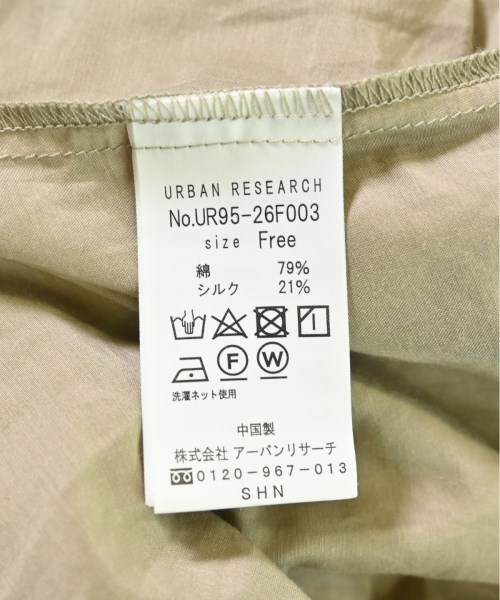 URBAN RESEARCH
No.UR95-26F003
size Free
綿 79%
シルク 21%
F W
洗濯ネット使用
中国製
株式会社 アーバンリサーチ
0120-967-013
SHN